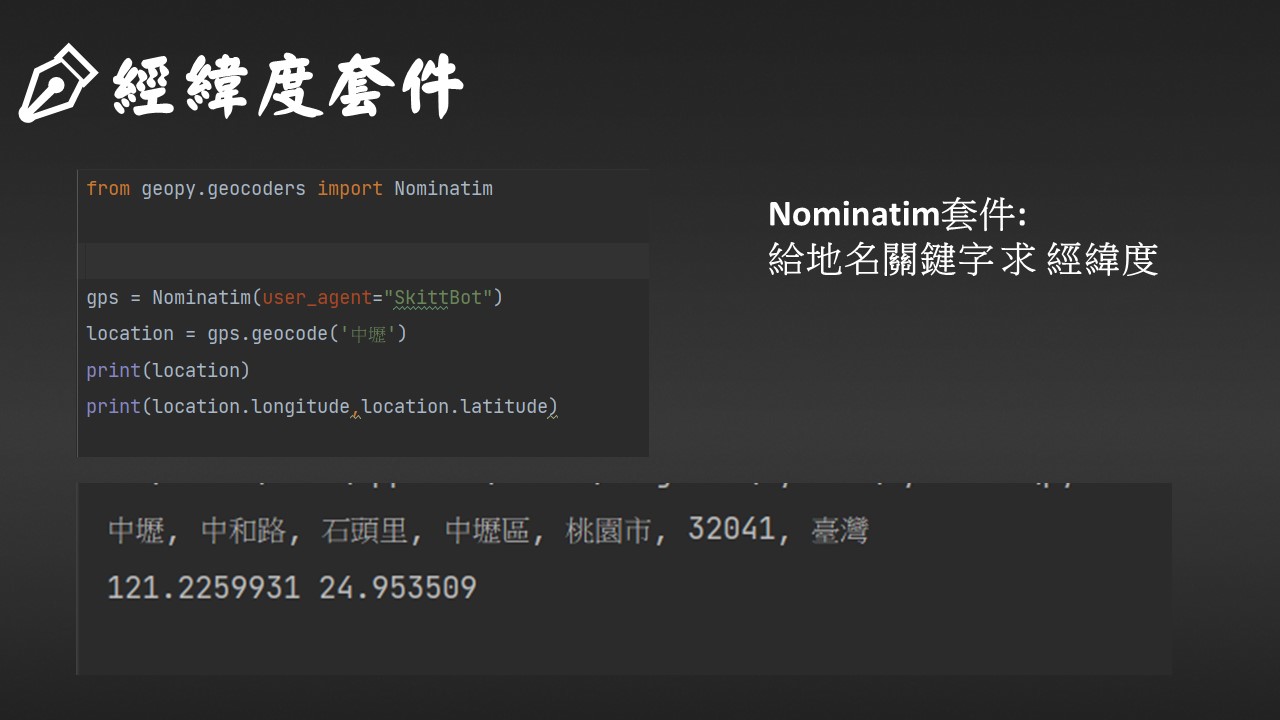 經緯度套件
from geopy.geocoders import Nominatim
gps = Nominatim(user_agent="SkittBot")
location = gps.geocode('中壢')
print(location)
print(location.longitude,location.latitude)
Nominatim套件:
給地名關鍵字 求 經緯度
中壢, 中和路, 石頭里, 中壢區, 桃園市, 32041, 臺灣
121.2259931 24.953509